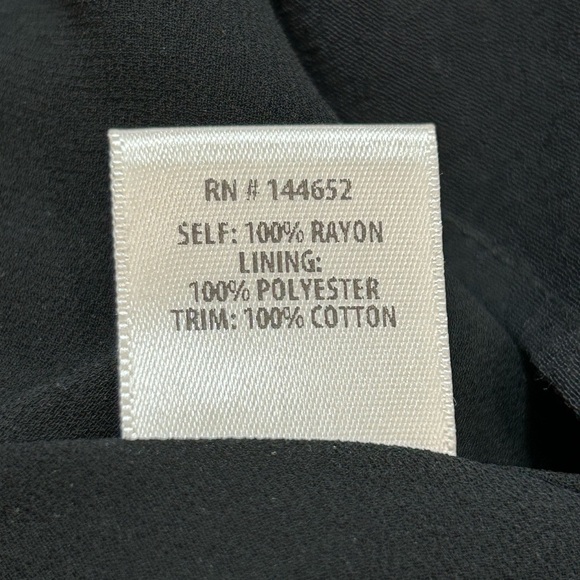 RN # 144652
SELF: 100% RAYON
LINING:
100% POLYESTER
TRIM: 100% COTTON